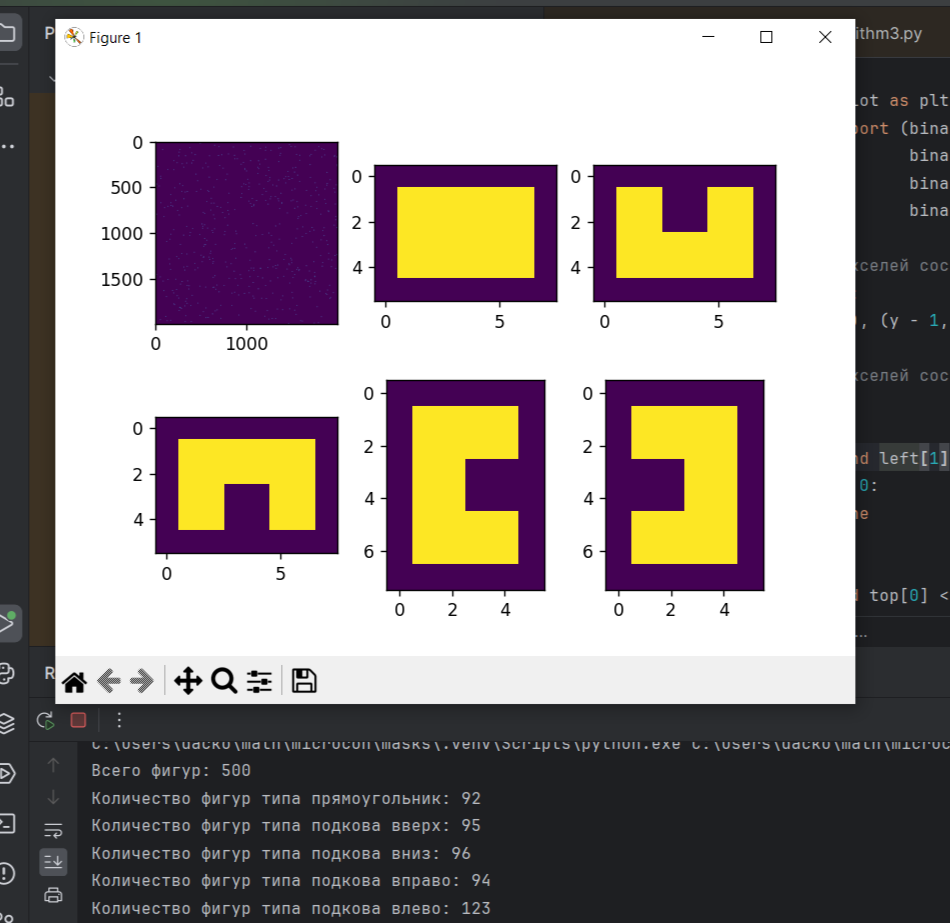 P
Figure 1
ithm3.py
lot as plt
port (bina
bina
bina
bina
кселей сос
, (y - 1,
кселей сос
nd left[1]
0:
ne
d top[0] <
...
0
500
1000
1500
0
1000
0
2
4
0
5
0
2
4
0
5
0
2
4
0
5
0
2
4
6
0
2
4
0
2
4
6
0
2
4
R
C:\Users\dacko\math\microcon\masks\.venv\Scripts\python.exe C:\Users\dacko\math\microc
Всего фигур: 500
Количество фигур типа прямоугольник: 92
Количество фигур типа подкова вверх: 95
Количество фигур типа подкова вниз: 96
Количество фигур типа подкова вправо: 94
Количество фигур типа подкова влево: 123